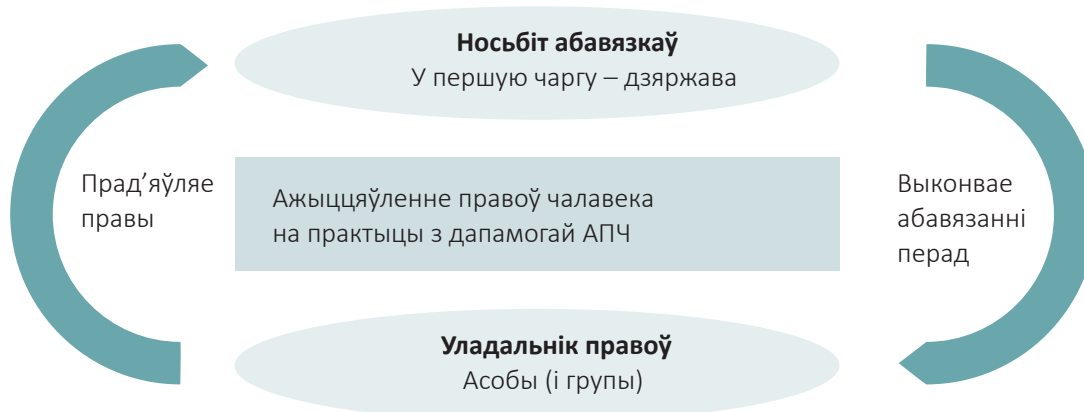 Носьбіт абавязкаў
У першую чаргу – дзяржава
Прад’яўляе
правы
Ажыццяўленне правоў чалавека
на практыцы з дапамогай АПЧ
Выконвае
абавязанні
перад
Уладальнік правоў
Асобы (і групы)